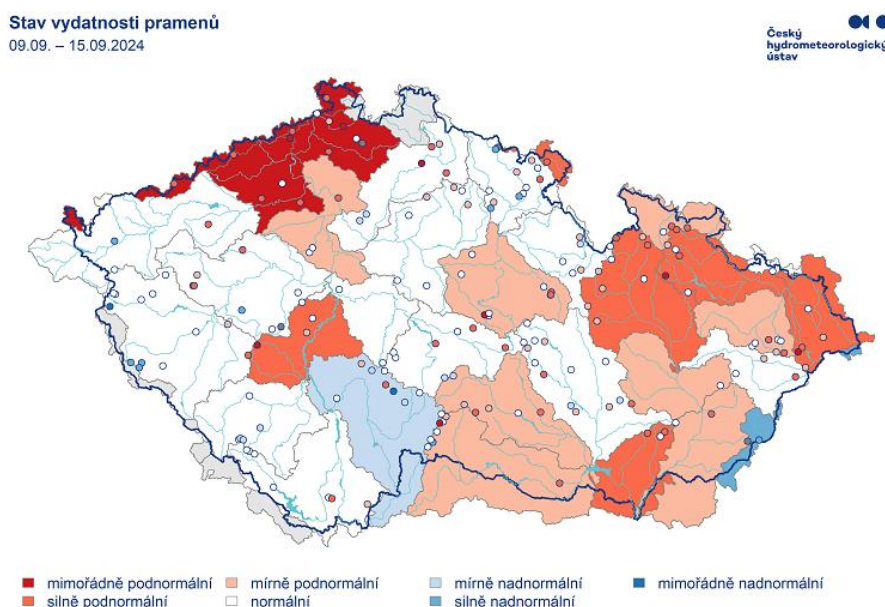 Stav vydatnosti pramenů
09.09. – 15.09.2024
Český
hydrometeorologický
ústav
mimořádně podnormální
mírně podnormální
mírně nadnormální
mimořádně nadnormální
silně podnormální
normální
silně nadnormální